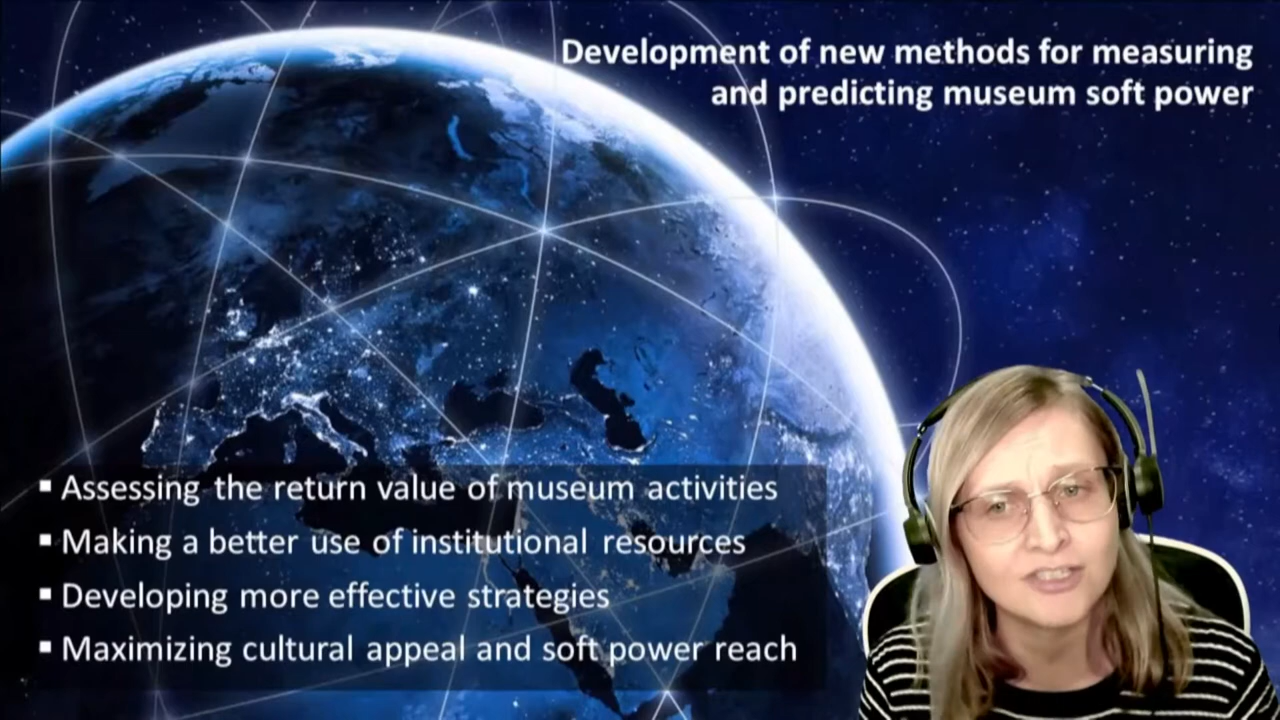 Development of new methods for measuring
and predicting museum soft power
▪ Assessing the return value of museum activities
▪ Making a better use of institutional resources
▪ Developing more effective strategies
▪ Maximizing cultural appeal and soft power reach